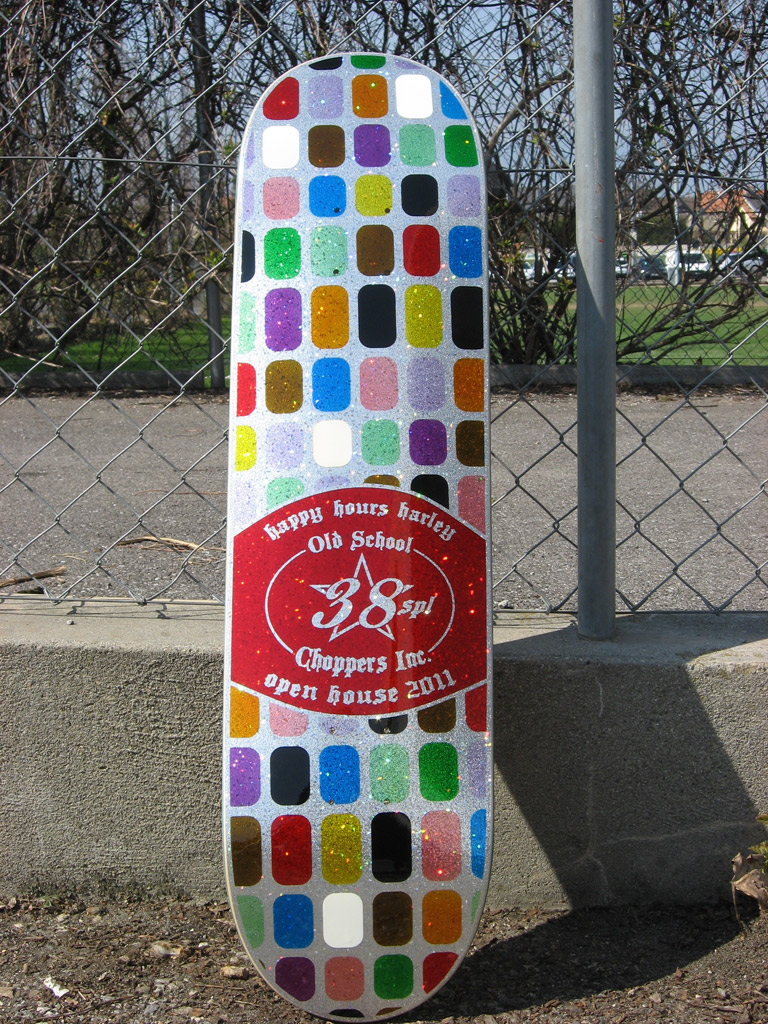 happy hours harley
Old School
38 spl
Choppers Inc.
open house 2011